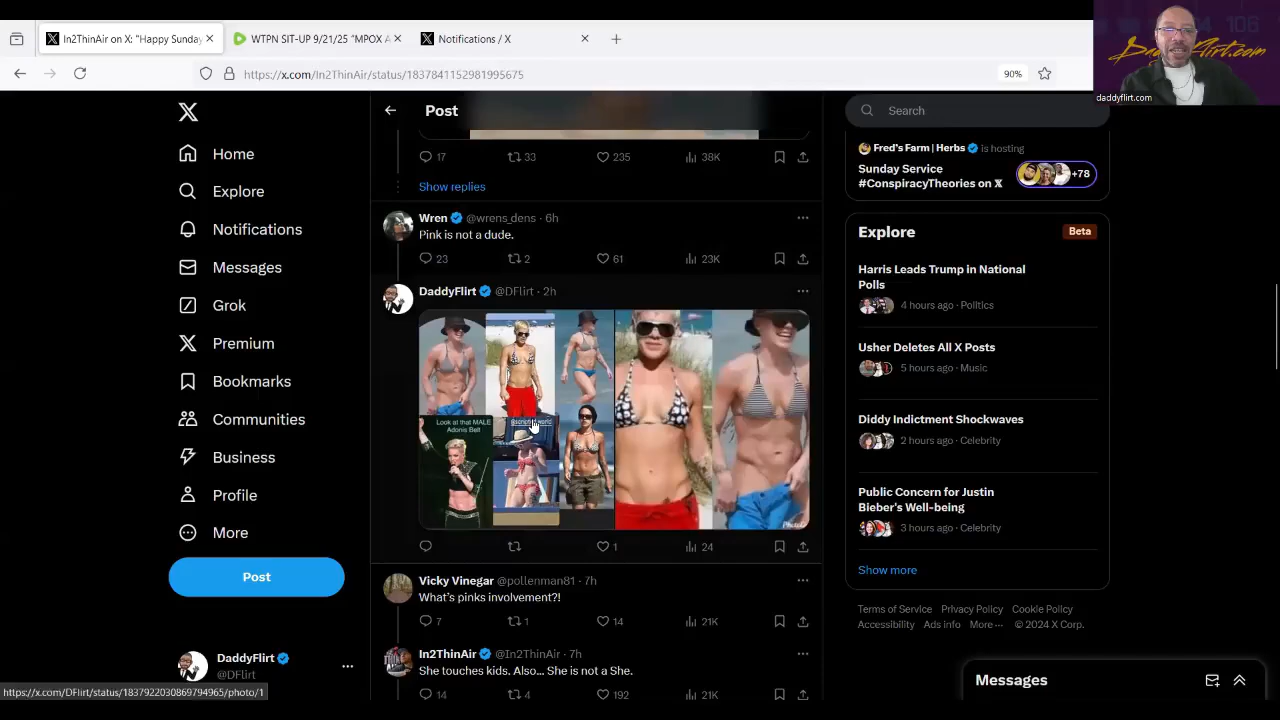 In2ThinAir on X: "Happy Sunday
WTPN SIT-UP 9/21/25 "MPOX A
Notifications / X
https://x.com/In2ThinAir/status/1837841152981995675
90%
DaddyFlirt.com
daddyflirt.com
Home
Explore
Notifications
Messages
Grok
Premium
Bookmarks
Communities
Business
Profile
More
Post
DaddyFlirt
@DFlirt
https://x.com/DFlirt/status/1837922030869794965/photo/1
Post
17 33 235 38K
Show replies
Wren @wrens_dens · 6h
Pink is not a dude.
23 2 61 23K
DaddyFlirt @DFlirt · 2h
Look at that MALE
Adonis Belt
1 24
Vicky Vinegar @pollenman81 · 7h
What's pinks involvement?!
7 1 14 21K
In2ThinAir @In2ThinAir · 7h
She touches kids. Also... She is not a She.
14 4 192 21K
Search
Fred's Farm | Herbs is hosting
Sunday Service
#ConspiracyTheories on X
+78
Explore
Beta
Harris Leads Trump in National
Polls
4 hours ago · Politics
Usher Deletes All X Posts
5 hours ago · Music
Diddy Indictment Shockwaves
2 hours ago · Celebrity
Public Concern for Justin
Bieber's Well-being
3 hours ago · Celebrity
Show more
Terms of Service Privacy Policy Cookie Policy
Accessibility Ads info More ··· © 2024 X Corp.
Messages